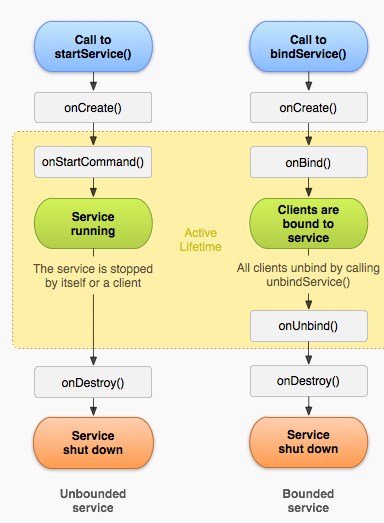 Call to
startService()
onCreate()
onStartCommand()
Service
running
The service is stopped
by itself or a client
onDestroy()
Service
shut down
Unbounded
service
Active
Lifetime
Call to
bindService()
onCreate()
onBind()
Clients are
bound to
service
All clients unbind by calling
unbindService()
onUnbind()
onDestroy()
Service
shut down
Bounded
service